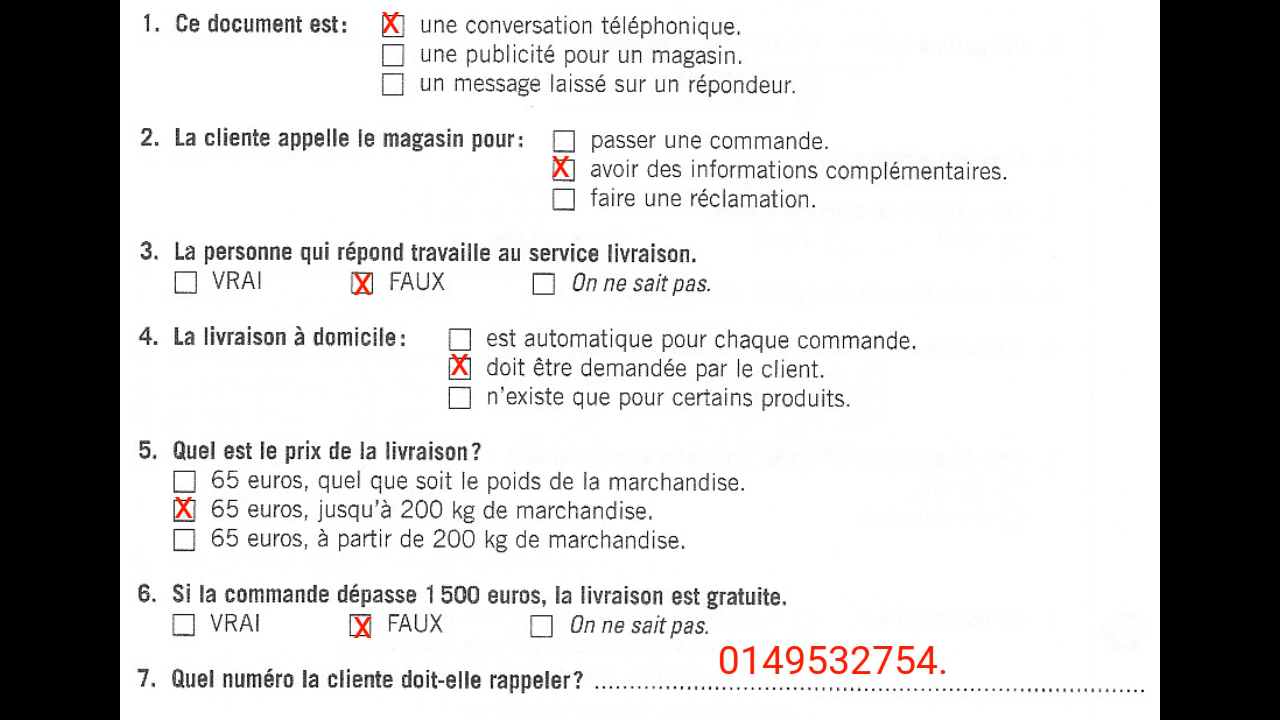 1. Ce document est : X une conversation téléphonique.
une publicité pour un magasin.
un message laissé sur un répondeur.
2. La cliente appelle le magasin pour : passer une commande.
X avoir des informations complémentaires.
faire une réclamation.
3. La personne qui répond travaille au service livraison.
VRAI X FAUX On ne sait pas.
4. La livraison à domicile : est automatique pour chaque commande.
X doit être demandée par le client.
n'existe que pour certains produits.
5. Quel est le prix de la livraison ?
65 euros, quel que soit le poids de la marchandise.
X 65 euros, jusqu'à 200 kg de marchandise.
65 euros, à partir de 200 kg de marchandise.
6. Si la commande dépasse 1 500 euros, la livraison est gratuite.
VRAI X FAUX On ne sait pas.
0149532754.
7. Quel numéro la cliente doit-elle rappeler ? ....................................................................................................